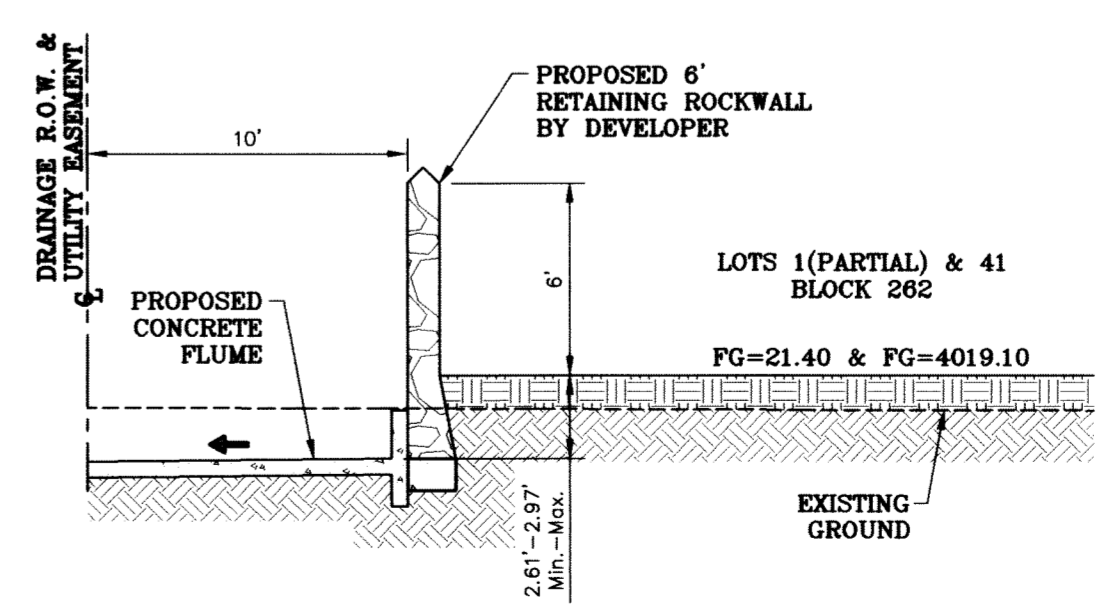 DRAINAGE R.O.W. &
UTILITY EASEMENT
℄
10'
PROPOSED 6'
RETAINING ROCKWALL
BY DEVELOPER
6'
LOTS 1(PARTIAL) & 41
BLOCK 262
PROPOSED
CONCRETE
FLUME
FG=21.40 & FG=4019.10
2.61'-2.97'
Min.-Max.
EXISTING
GROUND